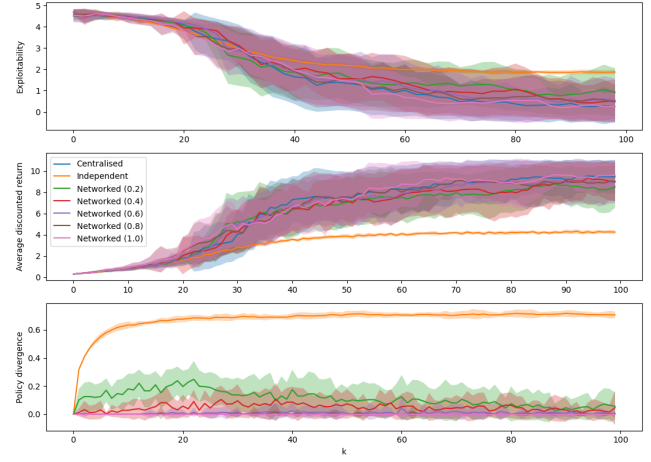 5
4
3
2
1
0
Exploitability
0 20 40 60 80 100
10
8
6
4
2
0
Average discounted return
Centralised
Independent
Networked (0.2)
Networked (0.4)
Networked (0.6)
Networked (0.8)
Networked (1.0)
0 10 20 30 40 50 60 70 80 90 100
0.6
0.4
0.2
0.0
Policy divergence
0 20 40 60 80 100
k